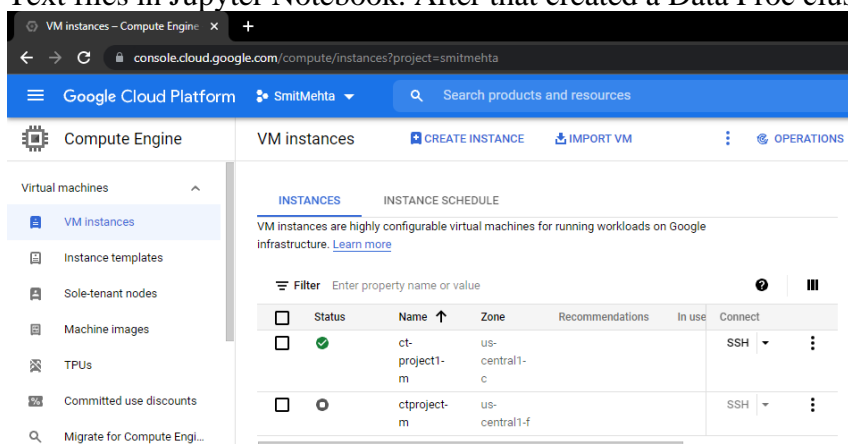 Text files in Jupyter Notebook. After that created a Data Proc clus
VM instances – Compute Engine
console.cloud.google.com/compute/instances?project=smitmehta
Google Cloud Platform SmitMehta Search products and resources
Compute Engine VM instances CREATE INSTANCE IMPORT VM OPERATIONS
Virtual machines
INSTANCES INSTANCE SCHEDULE
VM instances
VM instances are highly configurable virtual machines for running workloads on Google
infrastructure. Learn more
Instance templates
Filter Enter property name or value
Sole-tenant nodes
Status Name Zone Recommendations In use Connect
Machine images
ct-project1-m us-central1-c SSH
TPUs
Committed use discounts
ctproject-m us-central1-f SSH
Migrate for Compute Engi...